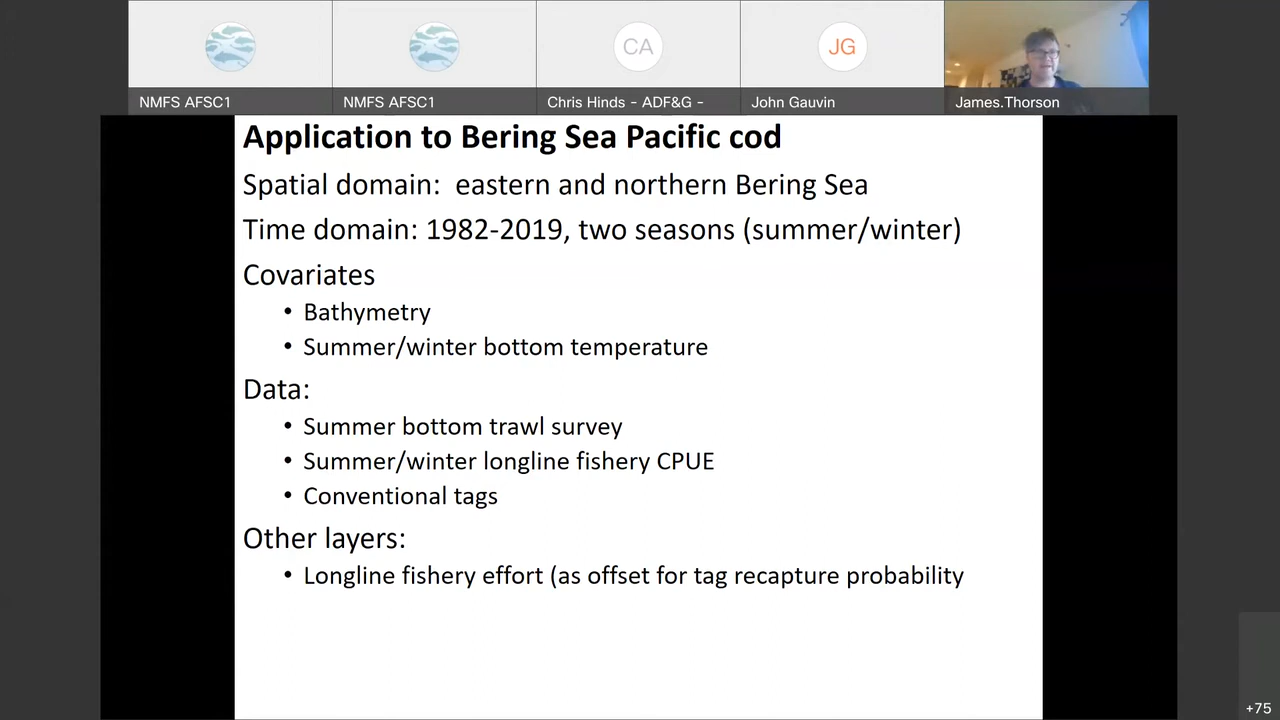 CA
JG
NMFS AFSC1
NMFS AFSC1
Chris Hinds - ADF&G -
John Gauvin
James.Thorson
Application to Bering Sea Pacific cod
Spatial domain: eastern and northern Bering Sea
Time domain: 1982-2019, two seasons (summer/winter)
Covariates
• Bathymetry
• Summer/winter bottom temperature
Data:
• Summer bottom trawl survey
• Summer/winter longline fishery CPUE
• Conventional tags
Other layers:
• Longline fishery effort (as offset for tag recapture probability
+75